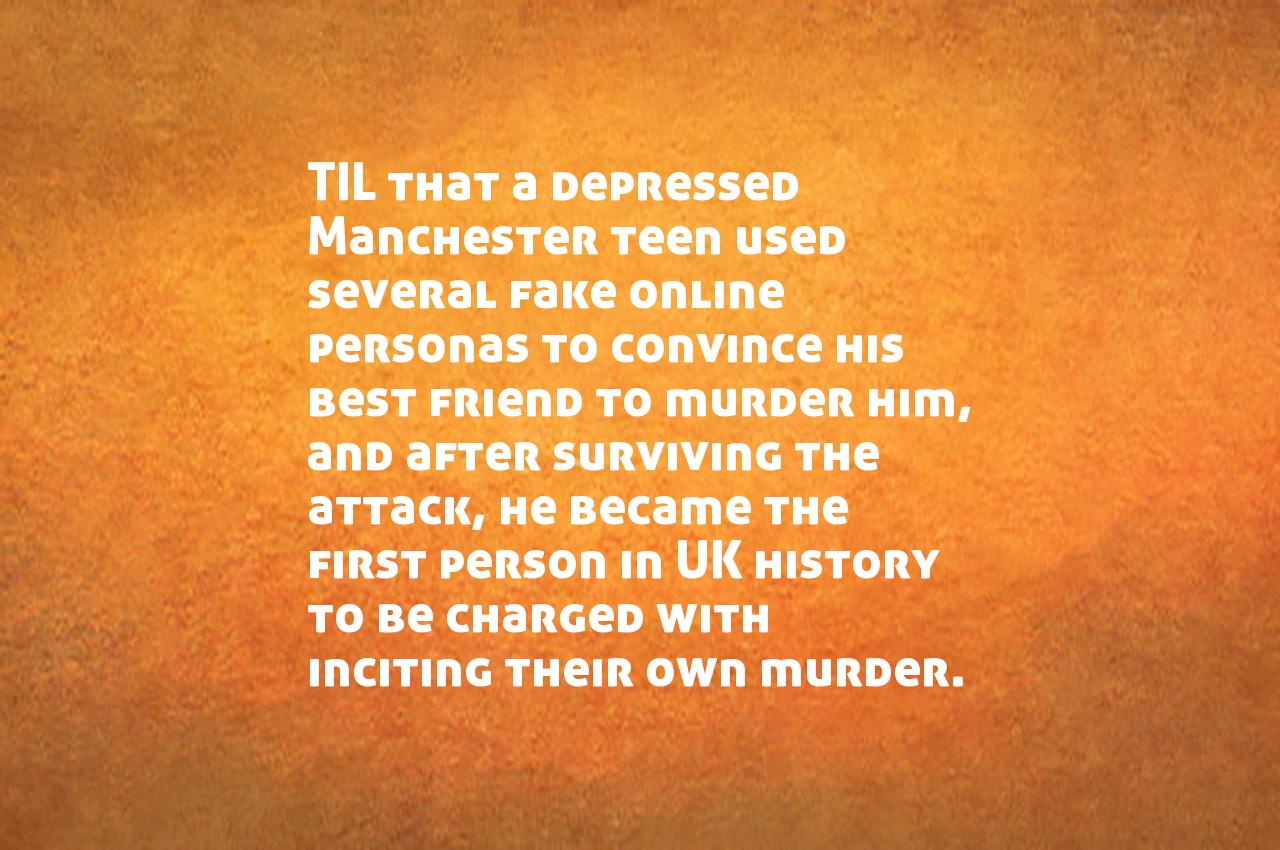 TIL that a depressed
Manchester teen used
several fake online
personas to convince his
best friend to murder him,
and after surviving the
attack, he became the
first person in UK history
to be charged with
inciting their own murder.